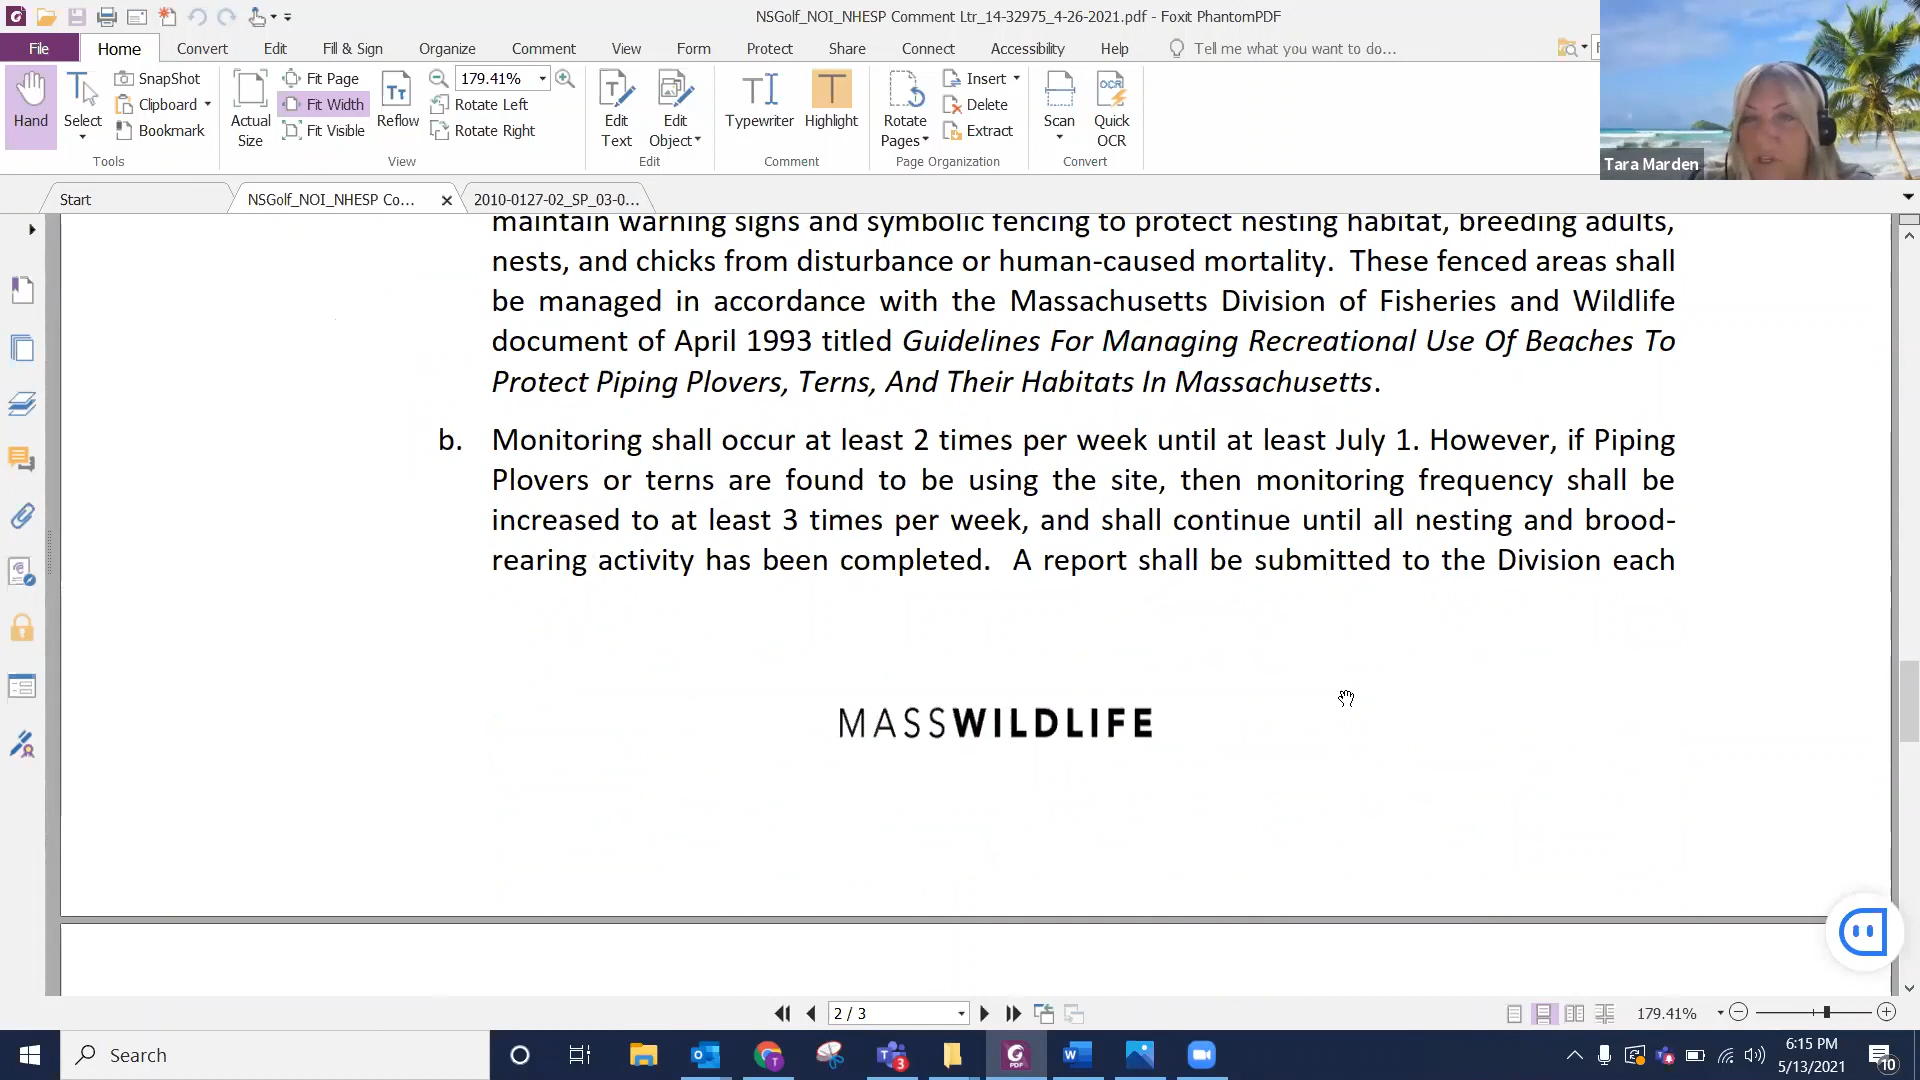 NSGolf_NOI_NHESP Comment Ltr_14-32975_4-26-2021.pdf - Foxit PhantomPDF
File Home Convert Edit Fill & Sign Organize Comment View Form Protect Share Connect Accessibility Help Tell me what you want to do...
Hand
Select
SnapShot
Clipboard
Bookmark
Tools
Actual
Size
Fit Page
Fit Width
Fit Visible
Reflow
179.41%
Rotate Left
Rotate Right
View
Edit
Text
Edit
Object
Edit
Typewriter
Highlight
Comment
Rotate
Pages
Insert
Delete
Extract
Page Organization
Scan
Quick
OCR
Convert
Tara Marden
Start
NSGolf_NOI_NHESP Co...
2010-0127-02_SP_03-0...
maintain warning signs and symbolic fencing to protect nesting habitat, breeding adults,
nests, and chicks from disturbance or human-caused mortality. These fenced areas shall
be managed in accordance with the Massachusetts Division of Fisheries and Wildlife
document of April 1993 titled Guidelines For Managing Recreational Use Of Beaches To
Protect Piping Plovers, Terns, And Their Habitats In Massachusetts.
b. Monitoring shall occur at least 2 times per week until at least July 1. However, if Piping
Plovers or terns are found to be using the site, then monitoring frequency shall be
increased to at least 3 times per week, and shall continue until all nesting and brood-
rearing activity has been completed. A report shall be submitted to the Division each
MASSWILDLIFE
2 / 3
179.41%
Search
3
6:15 PM
5/13/2021
10